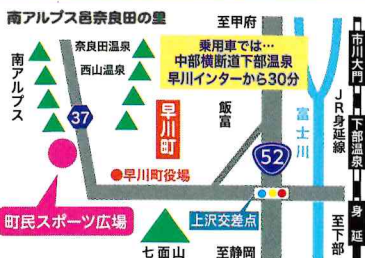 南アルプス邑奈良田の里
至甲府
奈良田温泉
西山温泉
南アルプス
乗用車では…
中部横断道下部温泉
早川インターから30分
市川大門
JR身延線
下部温泉
富士川
飯富
早川町
37
52
早川町役場
町民スポーツ広場
上沢交差点
身延
七面山
至静岡
至下部